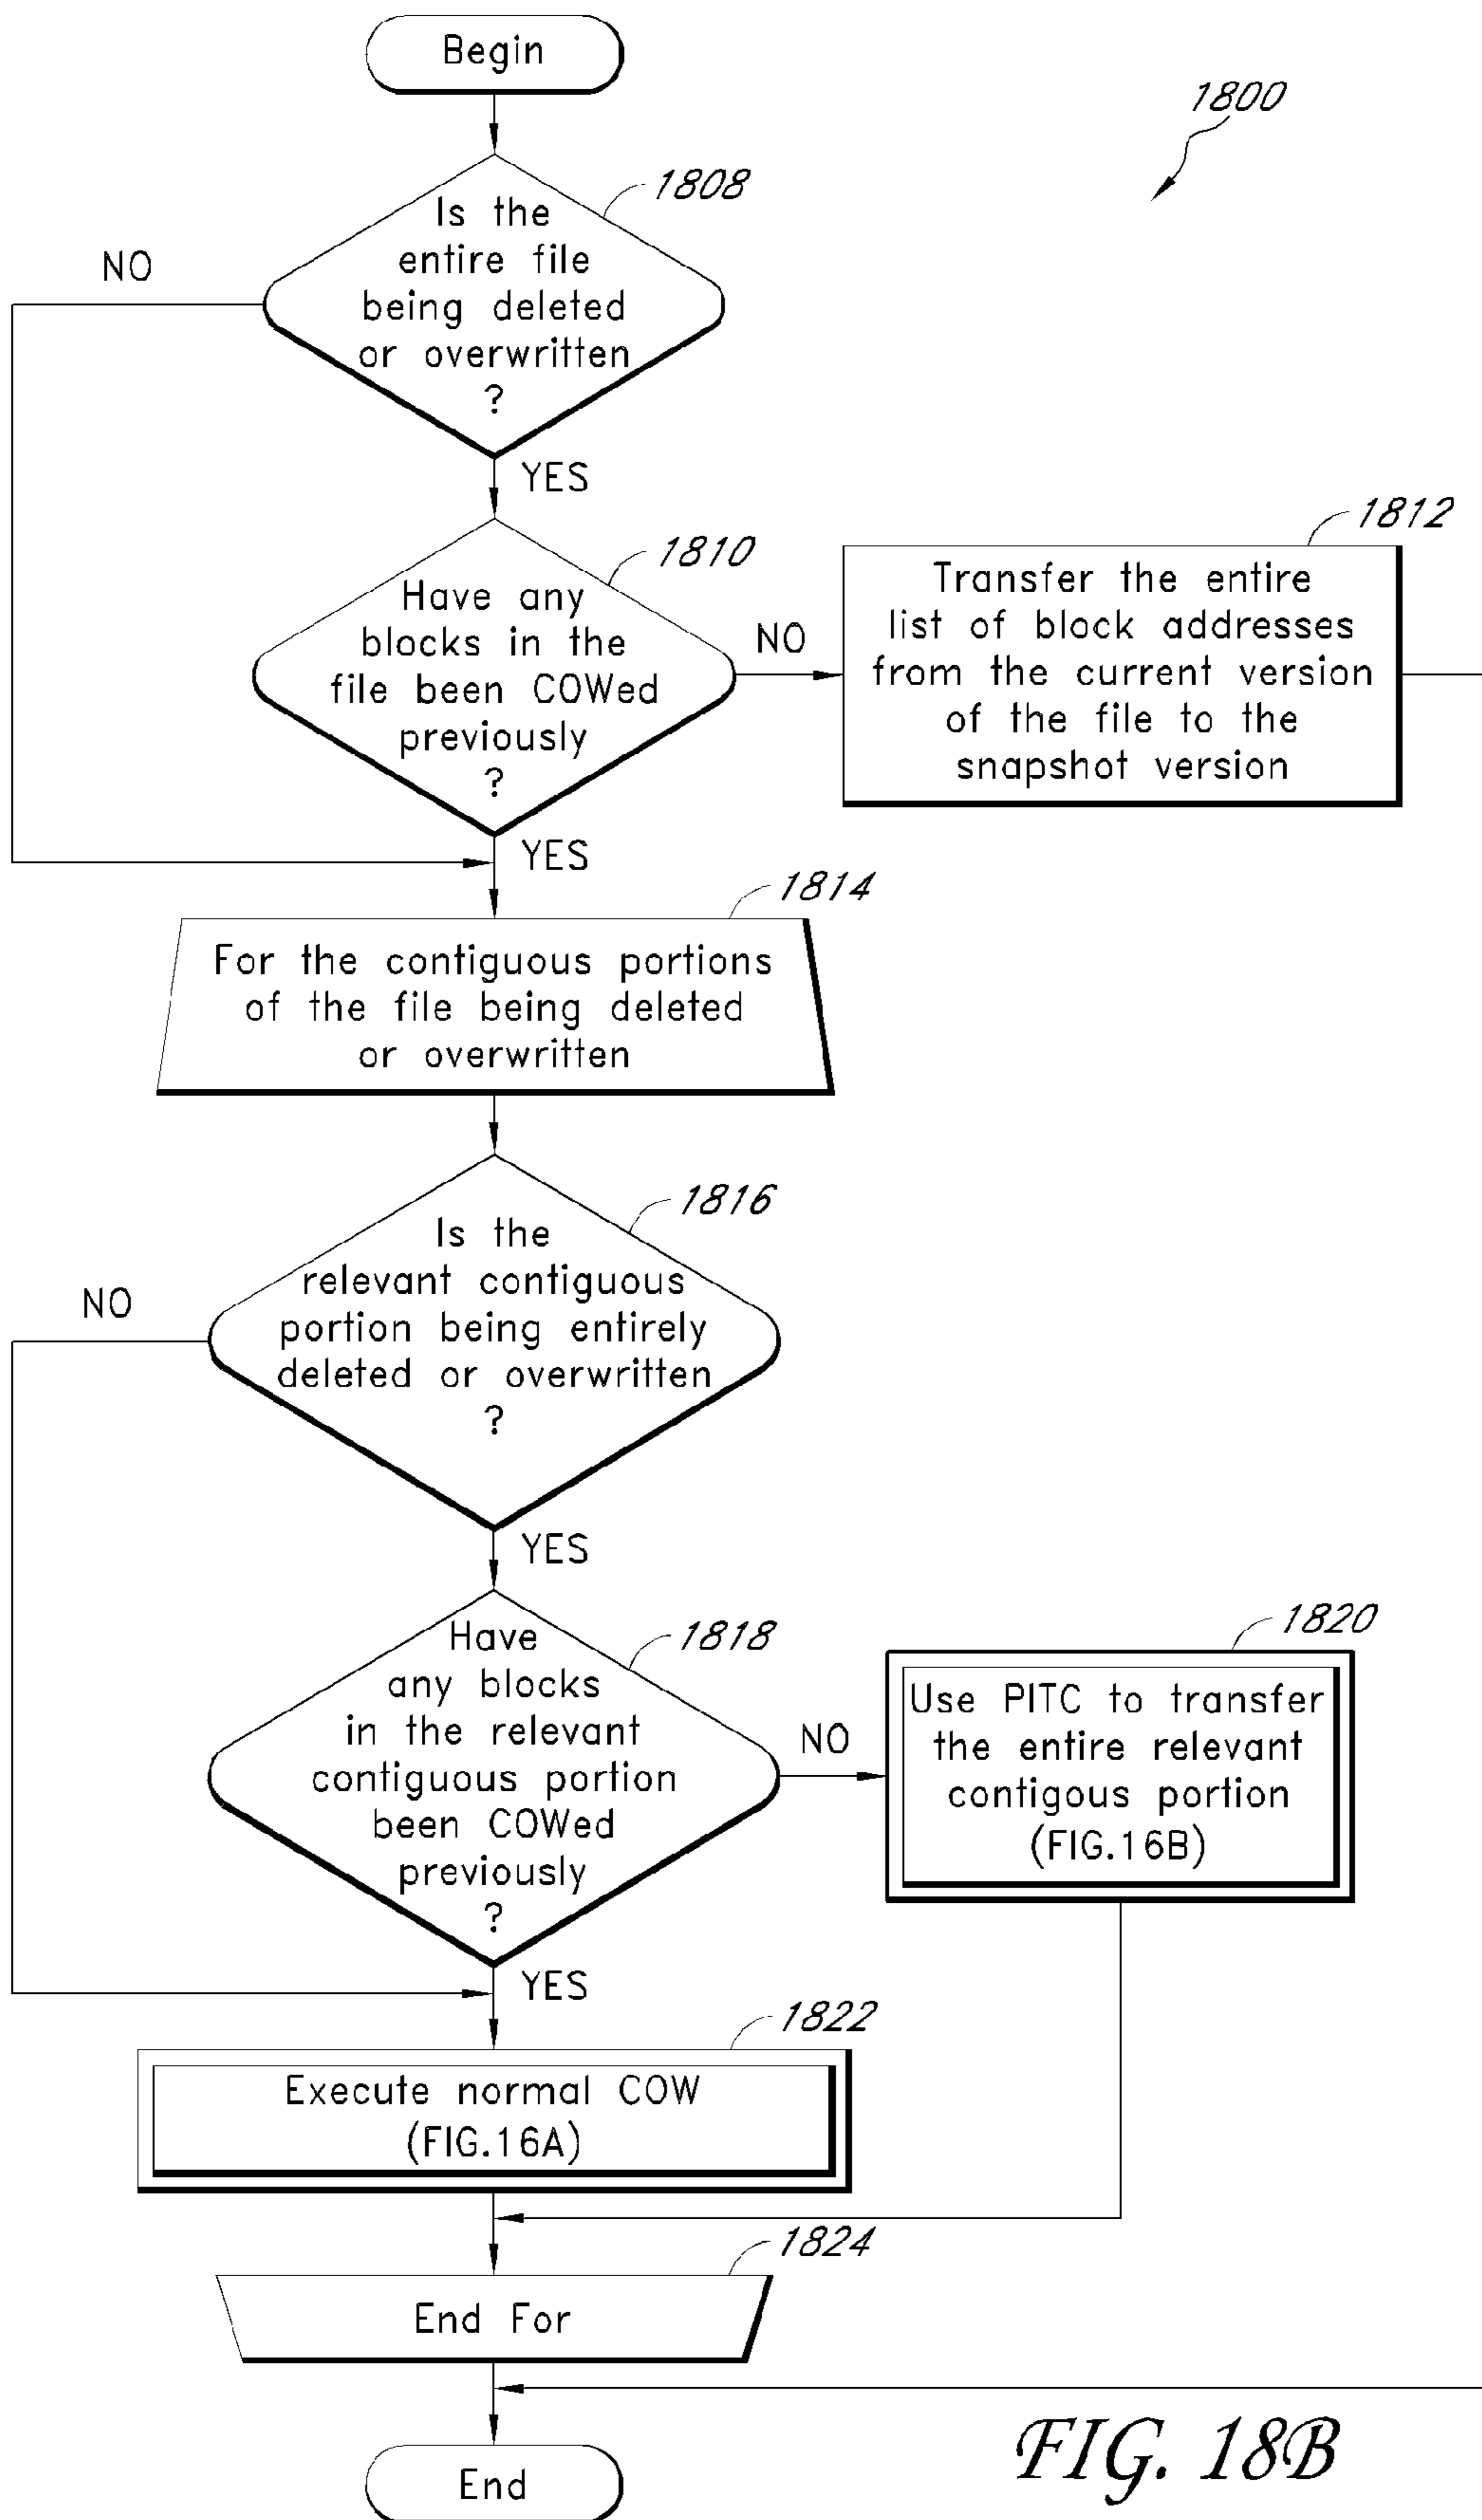 Begin
1800
1808
Is the
entire file
being deleted
or overwritten
?
NO
YES
1810
Have any
blocks in the
file been COWed
previously
?
NO
1812
Transfer the entire
list of block addresses
from the current version
of the file to the
snapshot version
YES
1814
For the contiguous portions
of the file being deleted
or overwritten
1816
Is the
relevant contiguous
portion being entirely
deleted or overwritten
?
NO
YES
1818
Have
any blocks
in the relevant
contiguous portion
been COWed
previously
?
NO
1820
Use PITC to transfer
the entire relevant
contigous portion
(FIG.16B)
YES
1822
Execute normal COW
(FIG.16A)
1824
End For
End
FIG. 18B